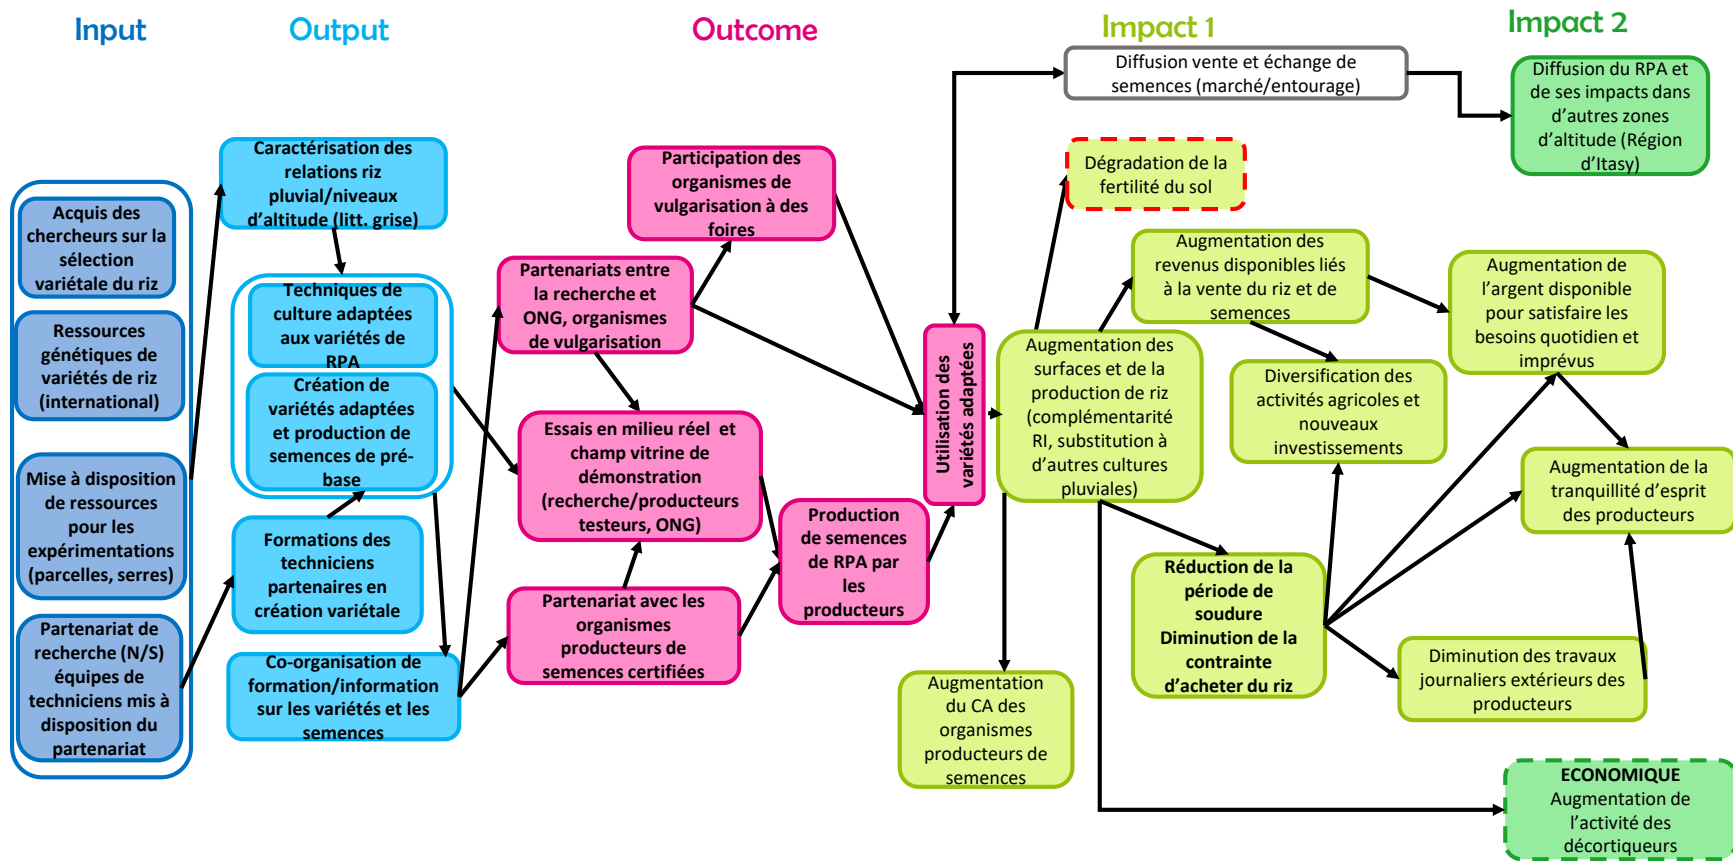 Input
Output
Outcome
Impact 1
Impact 2
Acquis des
chercheurs sur la
sélection
variétale du riz
Ressources
génétiques de
variétés de riz
(international)
Mise à disposition
de ressources
pour les
expérimentations
(parcelles, serres)
Partenariat de
recherche (N/S)
équipes de
techniciens mis à
disposition du
partenariat
Caractérisation des
relations riz
pluvial/niveaux
d’altitude (litt. grise)
Techniques de
culture adaptées
aux variétés de
RPA
Création de
variétés adaptées
et production de
semences de pré-
base
Formations des
techniciens
partenaires en
création variétale
Co-organisation de
formation/information
sur les variétés et les
semences
Participation des
organismes de
vulgarisation à des
foires
Partenariats entre
la recherche et
ONG, organismes
de vulgarisation
Essais en milieu réel et
champ vitrine de
démonstration
(recherche/producteurs
testeurs, ONG)
Partenariat avec les
organismes
producteurs de
semences certifiées
Production
de semences
de RPA par
les
producteurs
Utilisation des
variétés adaptées
Diffusion vente et échange de
semences (marché/entourage)
Dégradation de la
fertilité du sol
Augmentation des
revenus disponibles liés
à la vente du riz et de
semences
Augmentation des
surfaces et de la
production de riz
(complémentarité
RI, substitution à
d’autres cultures
pluviales)
Diversification des
activités agricoles et
nouveaux
investissements
Réduction de la
période de
soudure
Diminution de la
contrainte
d’acheter du riz
Augmentation
du CA des
organismes
producteurs de
semences
Diffusion du RPA et
de ses impacts dans
d’autres zones
d’altitude (Région
d’Itasy)
Augmentation de
l’argent disponible
pour satisfaire les
besoins quotidien et
imprévus
Augmentation de la
tranquillité d’esprit
des producteurs
Diminution des travaux
journaliers extérieurs des
producteurs
ECONOMIQUE
Augmentation de
l’activité des
décortiqueurs